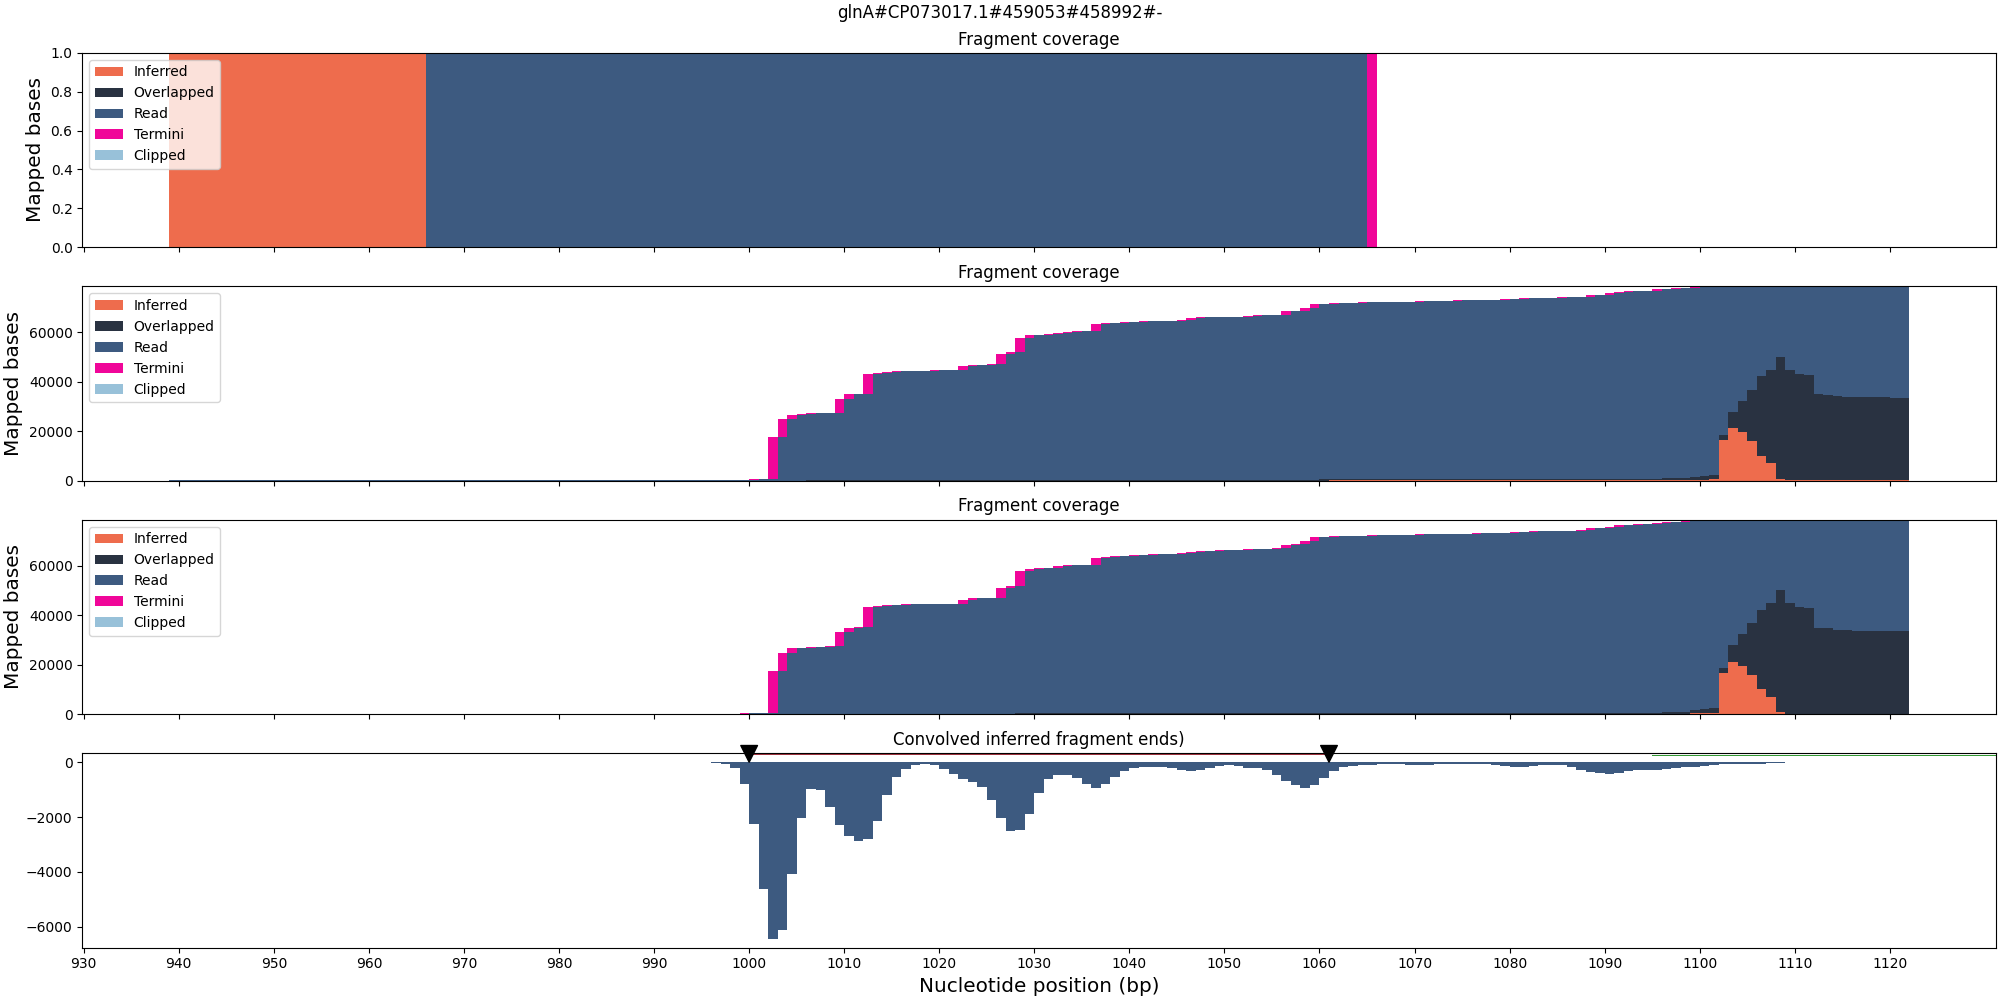 glnA#CP073017.1#459053#458992#-
Fragment coverage
Mapped bases
1.0
0.8
0.6
0.4
0.2
0.0
Inferred
Overlapped
Read
Termini
Clipped
Fragment coverage
Mapped bases
60000
40000
20000
0
Inferred
Overlapped
Read
Termini
Clipped
Fragment coverage
Mapped bases
60000
40000
20000
0
Inferred
Overlapped
Read
Termini
Clipped
Convolved inferred fragment ends)
0
−2000
−4000
−6000
930 940 950 960 970 980 990 1000 1010 1020 1030 1040 1050 1060 1070 1080 1090 1100 1110 1120
Nucleotide position (bp)